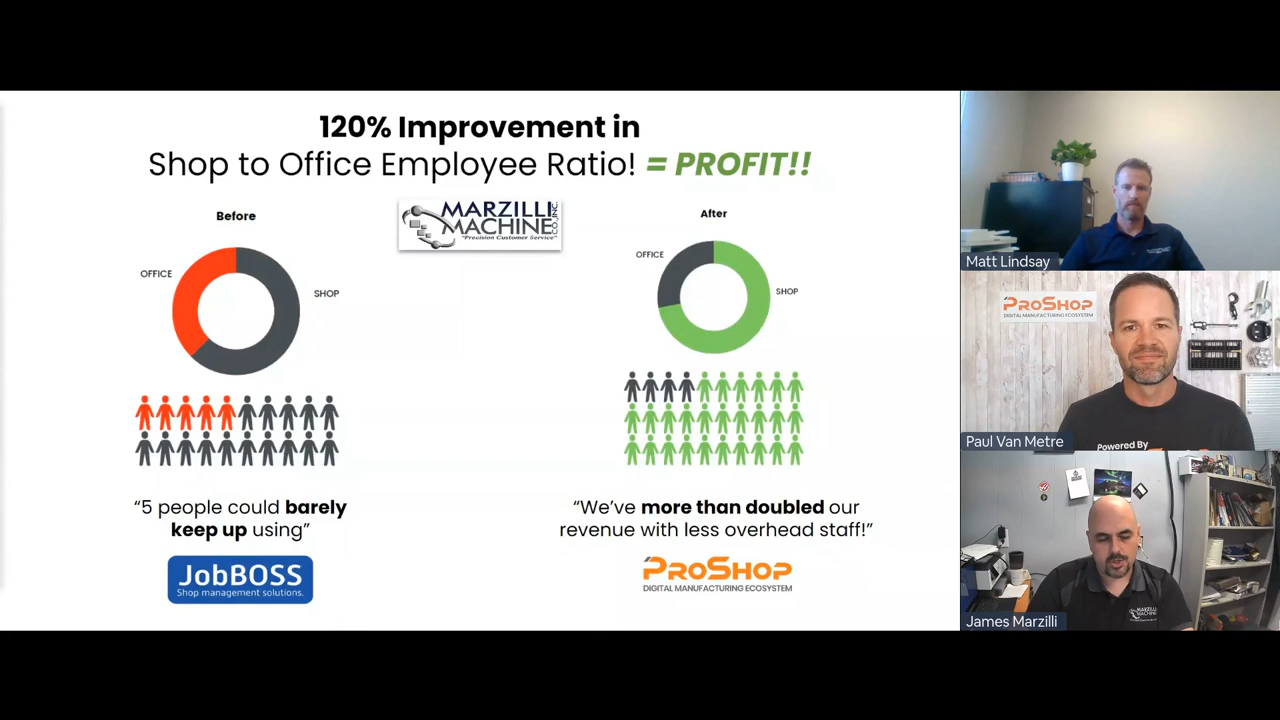 120% Improvement in
Shop to Office Employee Ratio! = PROFIT!!
Before
MARZILLI
MACHINE CO., INC.
"Precision Customer Service"
After
OFFICE
SHOP
OFFICE
SHOP
“5 people could barely
keep up using”
JobBOSS
Shop management solutions.
“We’ve more than doubled our
revenue with less overhead staff!”
PROSHOP
DIGITAL MANUFACTURING ECOSYSTEM
Matt Lindsay
PROSHOP
DIGITAL MANUFACTURING ECOSYSTEM
Powered By
Paul Van Metre
MARZILLI
MACHINE
James Marzilli